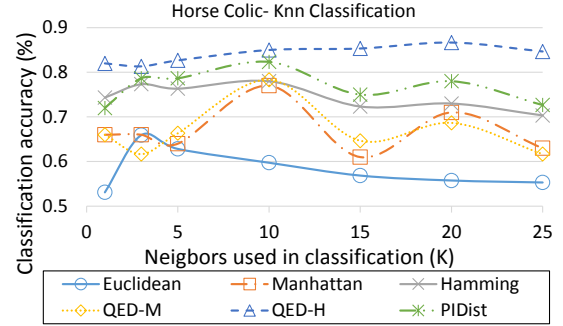 Horse Colic- Knn Classification
Classification accuracy (%)
0.9
0.8
0.7
0.6
0.5
0 5 10 15 20 25
Neigbors used in classification (K)
Euclidean Manhattan Hamming
QED-M QED-H PIDist